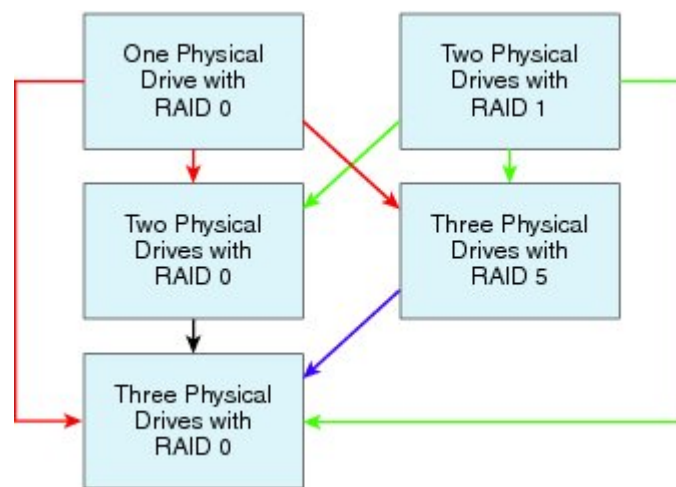 One Physical
Drive with
RAID 0
Two Physical
Drives with
RAID 1
Two Physical
Drives with
RAID 0
Three Physical
Drives with
RAID 5
Three Physical
Drives with
RAID 0